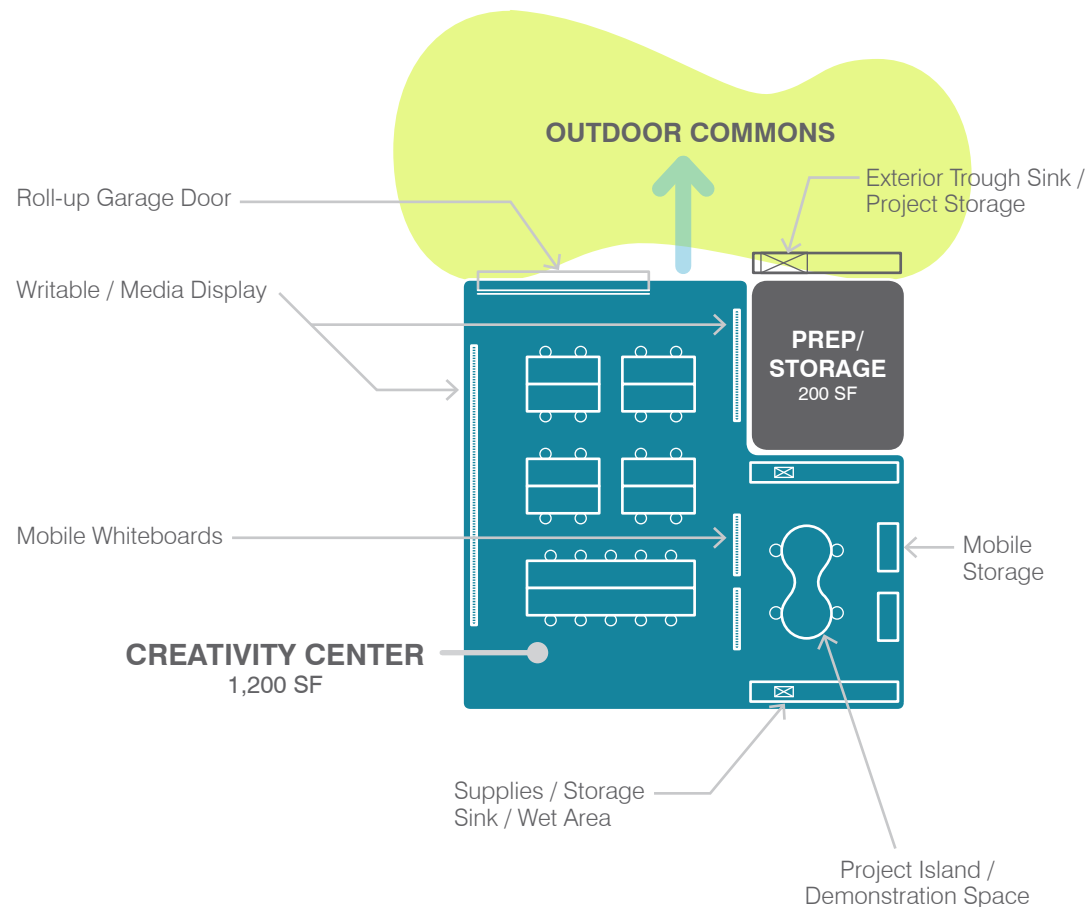 OUTDOOR COMMONS
Exterior Trough Sink /
Project Storage
Roll-up Garage Door
Writable / Media Display
PREP/
STORAGE
200 SF
Mobile Whiteboards
Mobile
Storage
CREATIVITY CENTER
1,200 SF
Supplies / Storage
Sink / Wet Area
Project Island /
Demonstration Space